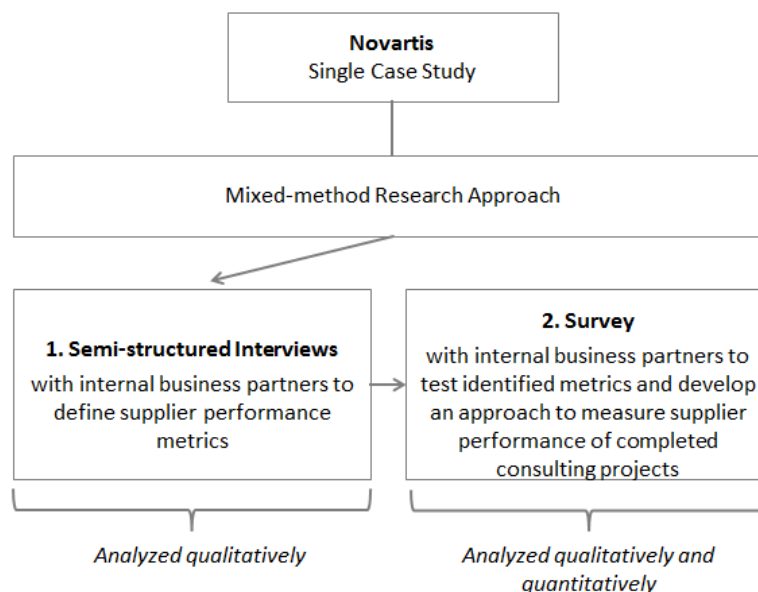 Novartis
Single Case Study
Mixed-method Research Approach
1. Semi-structured Interviews
with internal business partners to
define supplier performance
metrics
2. Survey
with internal business partners to
test identified metrics and develop
an approach to measure supplier
performance of completed
consulting projects
Analyzed qualitatively
Analyzed qualitatively and
quantitatively